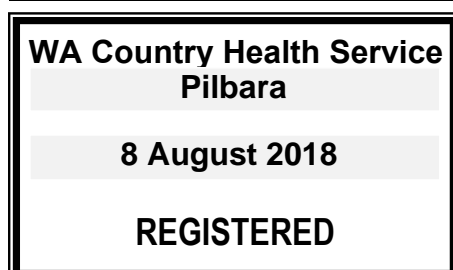 WA Country Health Service
Pilbara
8 August 2018
REGISTERED